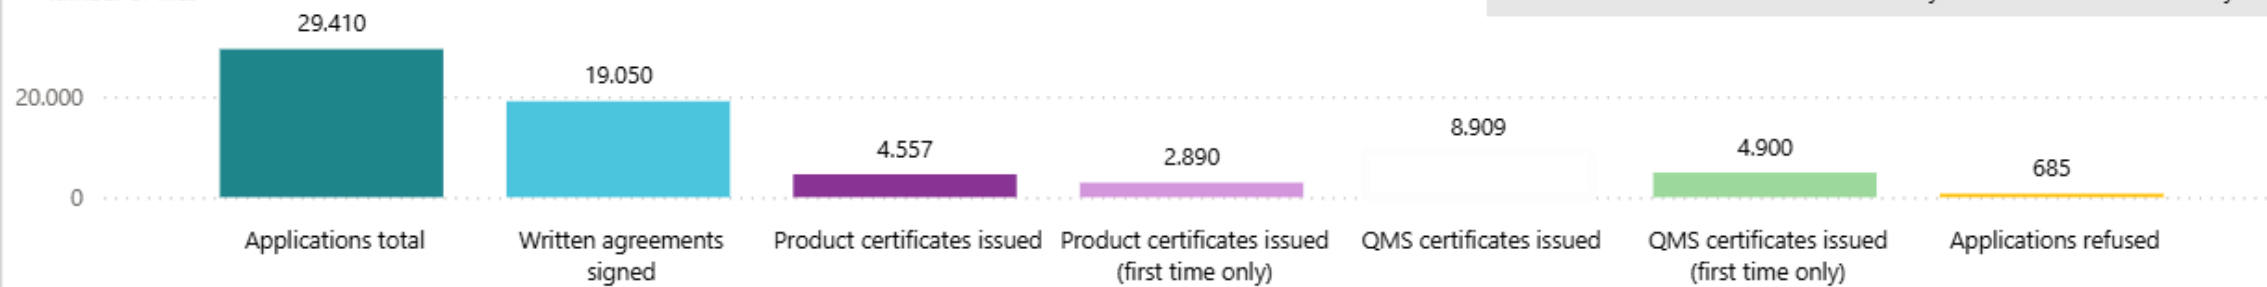 29.410
19.050
20.000
8.909
4.557
4.900
2.890
685
0
Applications total
Written agreements
signed
Product certificates issued
Product certificates issued
(first time only)
QMS certificates issued
QMS certificates issued
(first time only)
Applications refused